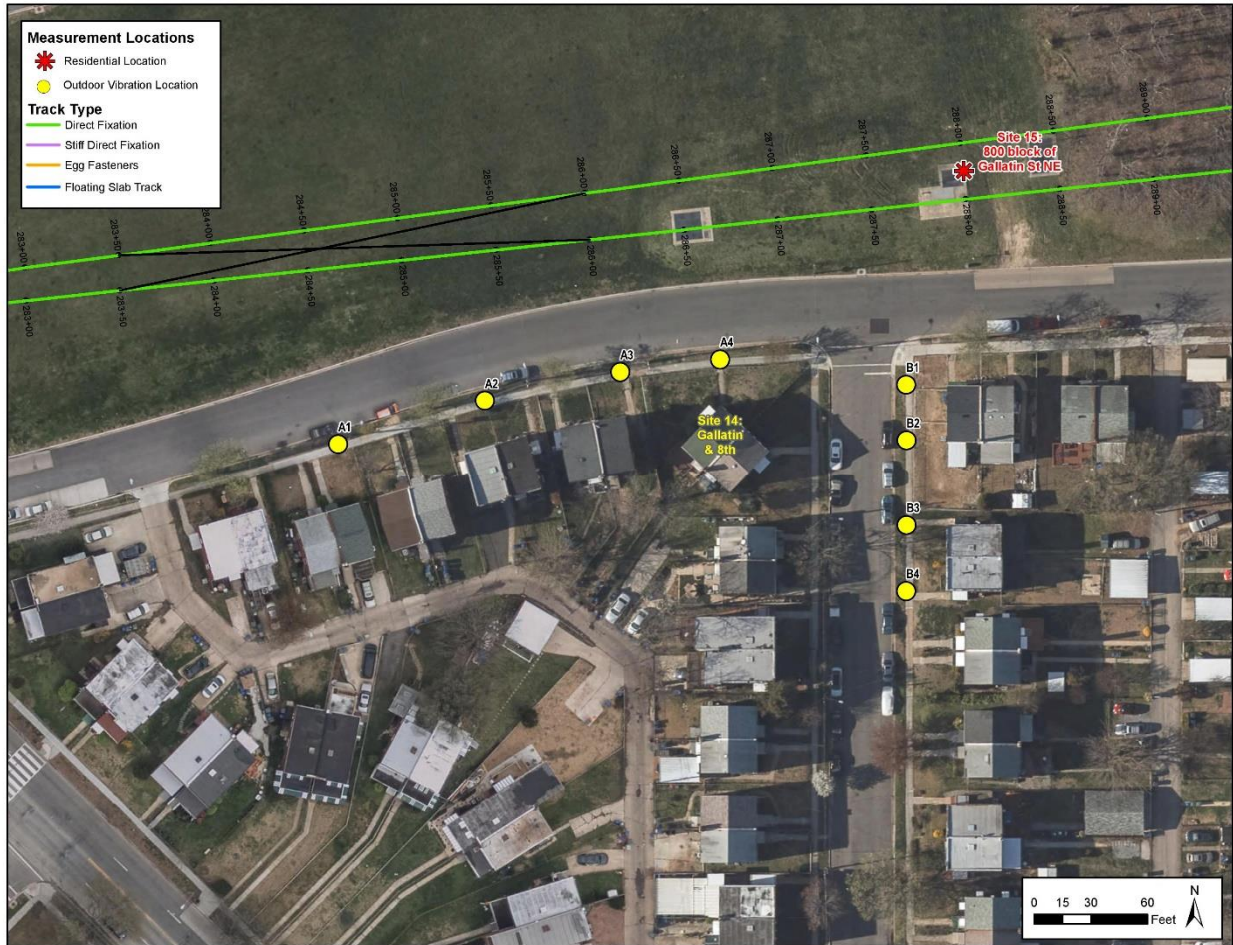 Measurement Locations
Residential Location
Outdoor Vibration Location
Track Type
Direct Fixation
Stiff Direct Fixation
Egg Fasteners
Floating Slab Track
289+00
288+50
288+00
287+50
287+00
286+50
286+00
285+50
285+00
284+50
284+00
283+50
283+00
Site 15:
800 block of
Gallatin St NE
289+00
288+50
288+00
287+50
287+00
286+50
286+00
285+50
285+00
284+50
284+00
283+50
283+00
A1
A2
A3
A4
B1
B2
B3
B4
Site 14:
Gallatin
& 8th
N
0 15 30 60
Feet